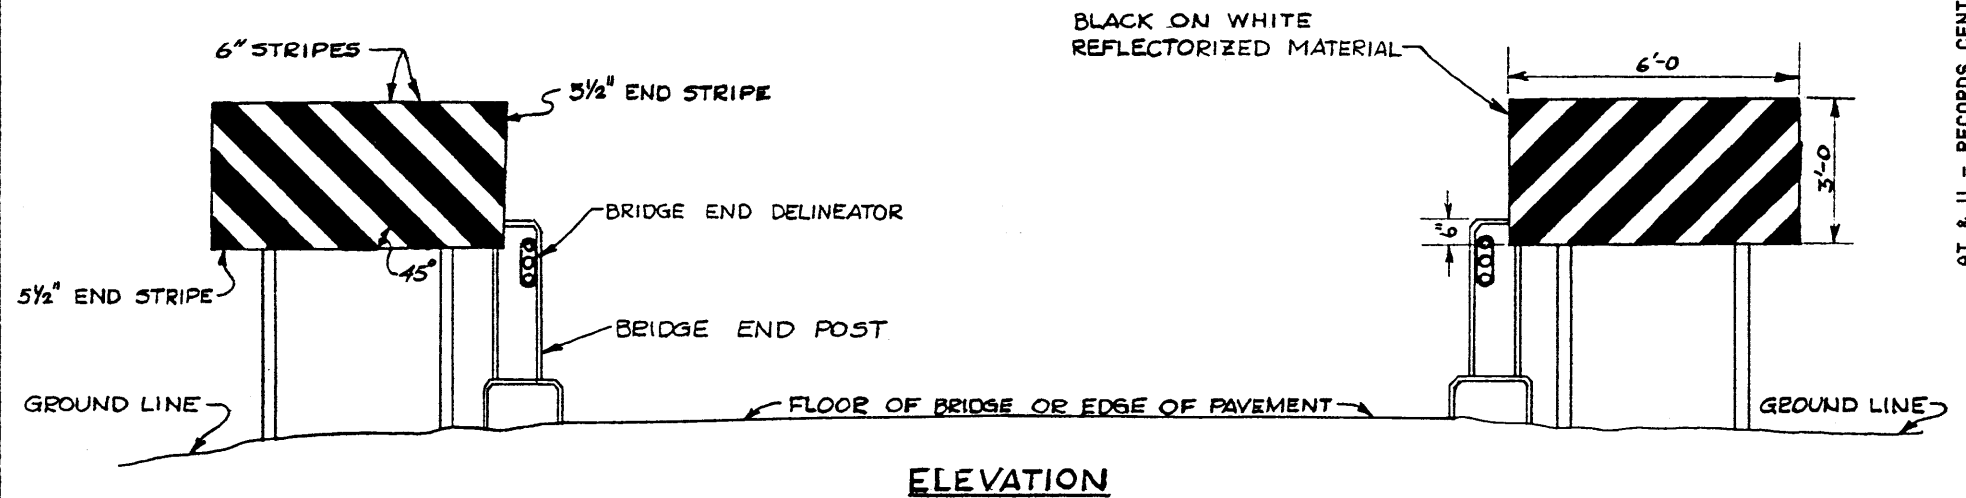 6" STRIPES
5½" END STRIPE
BLACK ON WHITE
REFLECTORIZED MATERIAL
6'-0
3'-0
6"
BRIDGE END DELINEATOR
45°
5½" END STRIPE
BRIDGE END POST
GROUND LINE
FLOOR OF BRIDGE OR EDGE OF PAVEMENT
GROUND LINE
ELEVATION
RECORDS